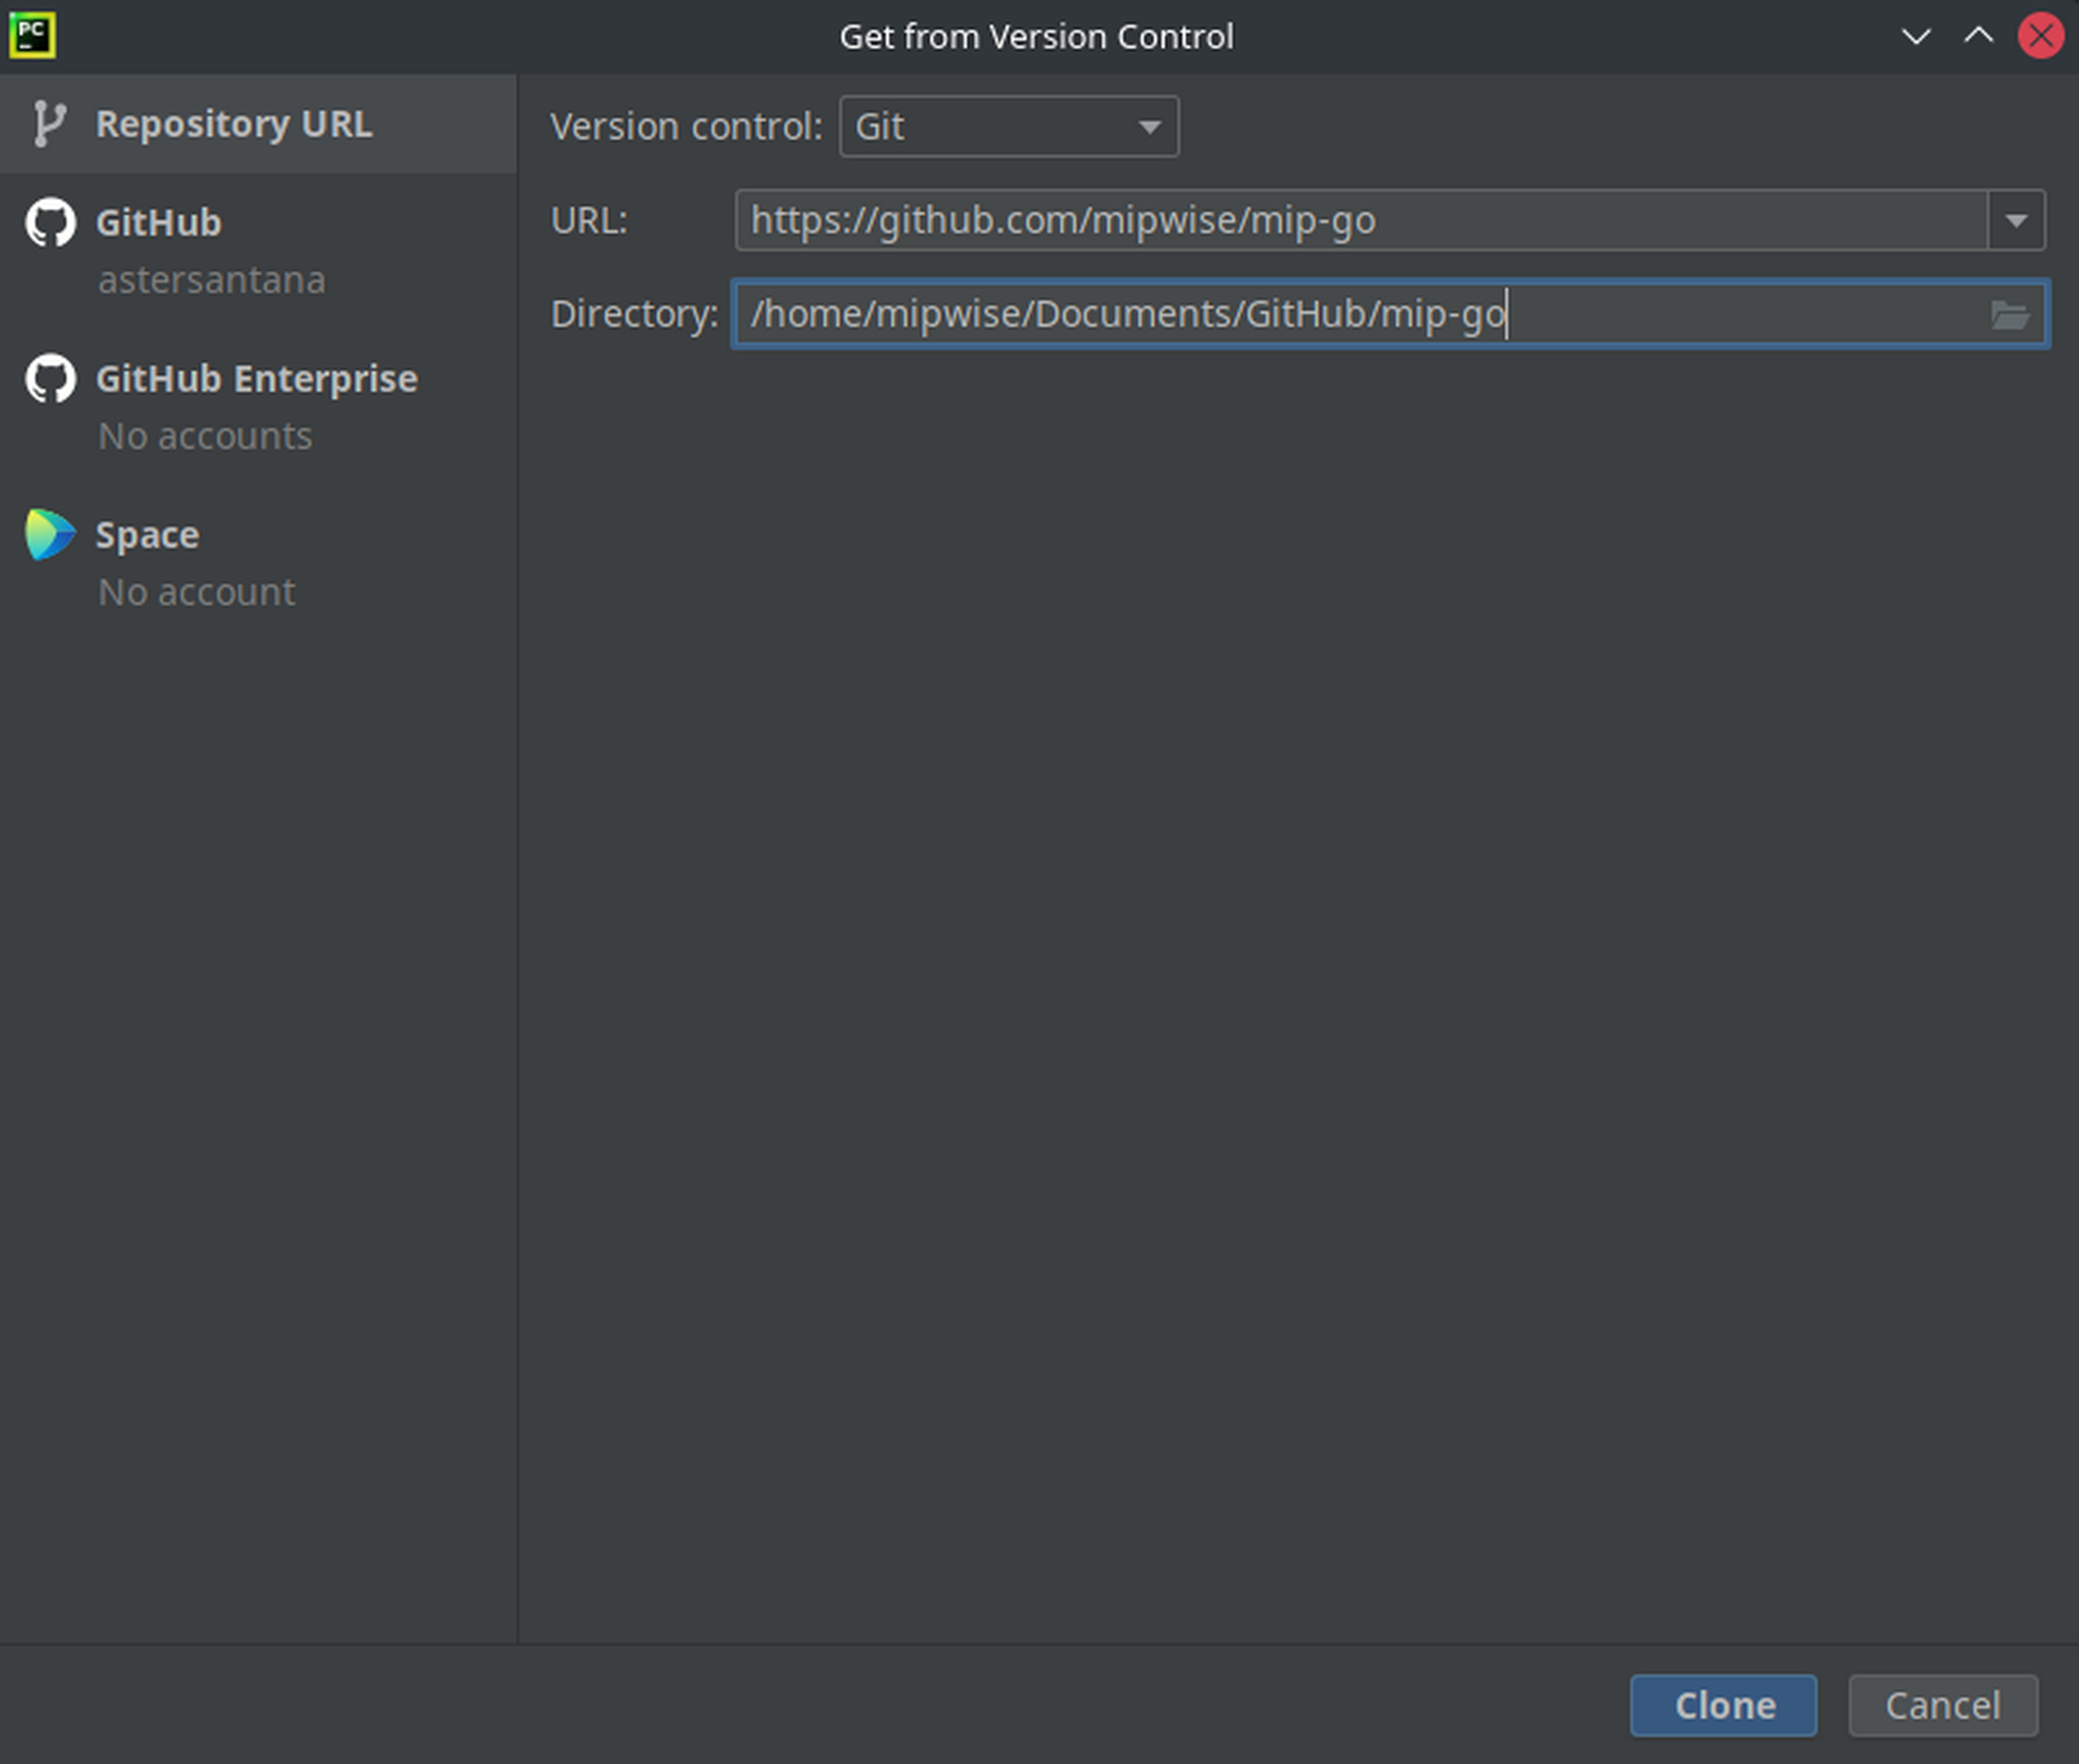 PC
Get from Version Control
Repository URL
GitHub
astersantana
GitHub Enterprise
No accounts
Space
No account
Version control: Git
URL: https://github.com/mipwise/mip-go
Directory: /home/mipwise/Documents/GitHub/mip-go
Clone Cancel